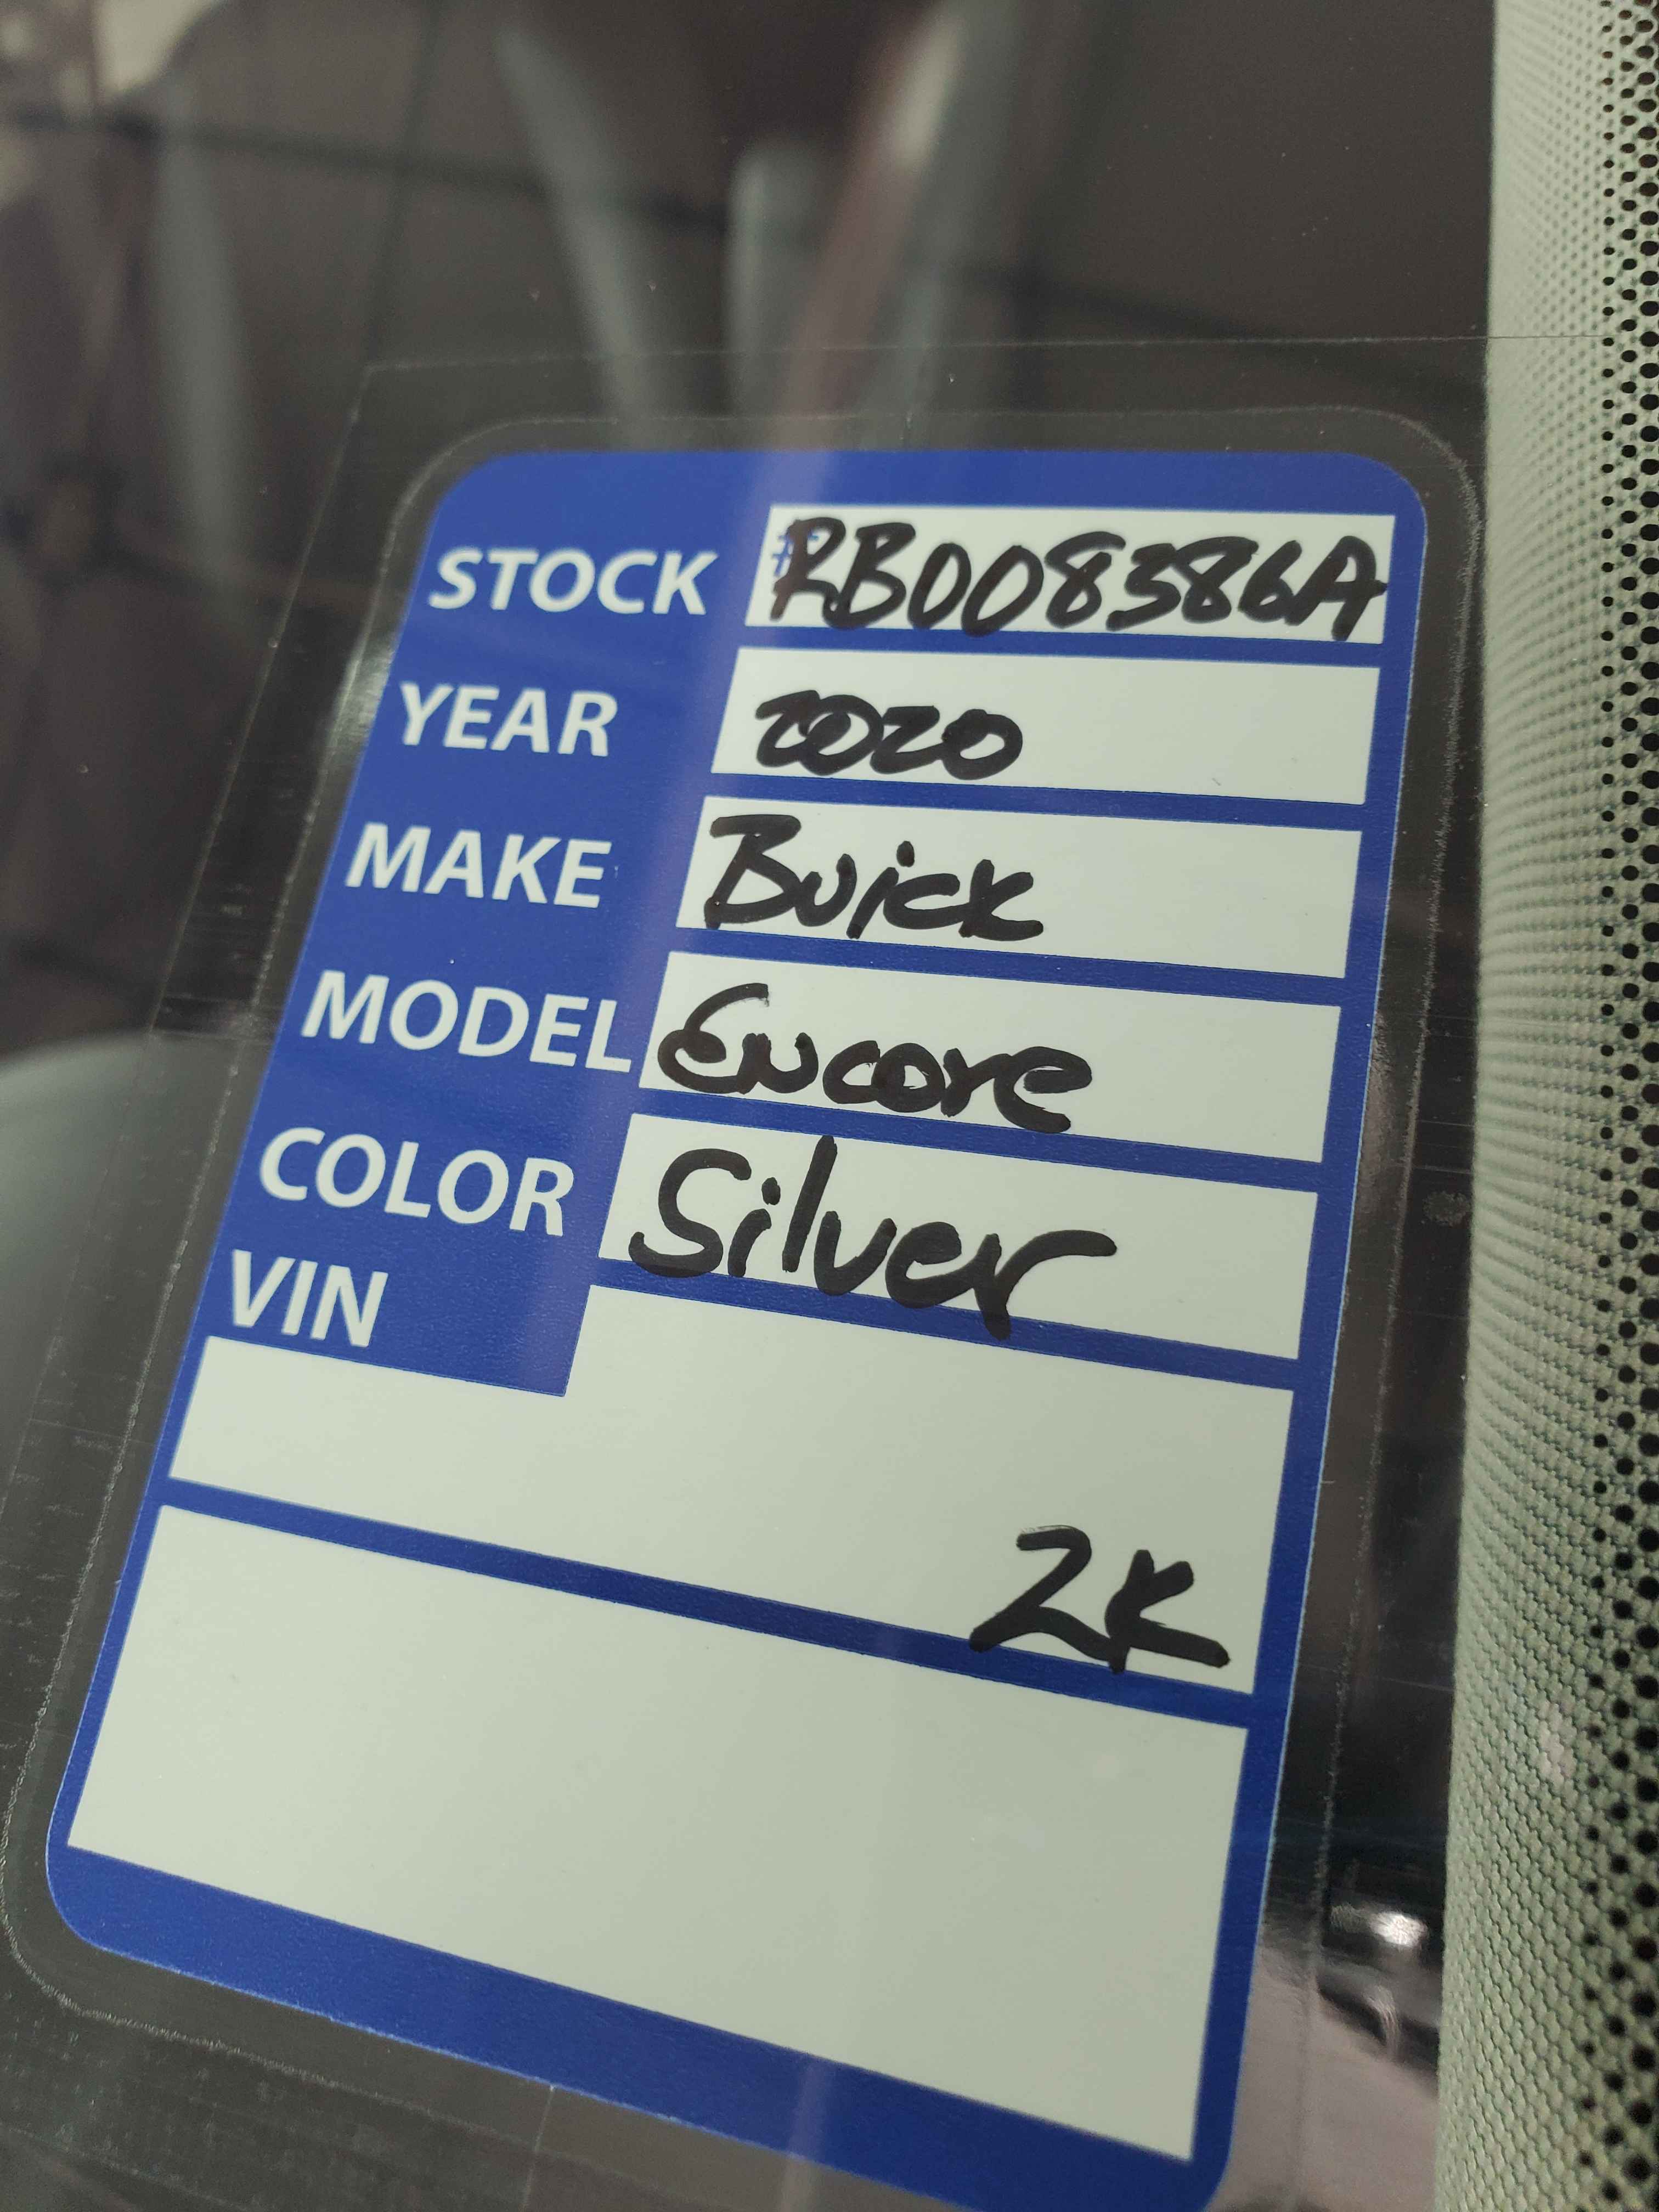 STOCK #RB008386A
YEAR 2020
MAKE Buick
MODEL Encore
COLOR Silver
VIN
2K